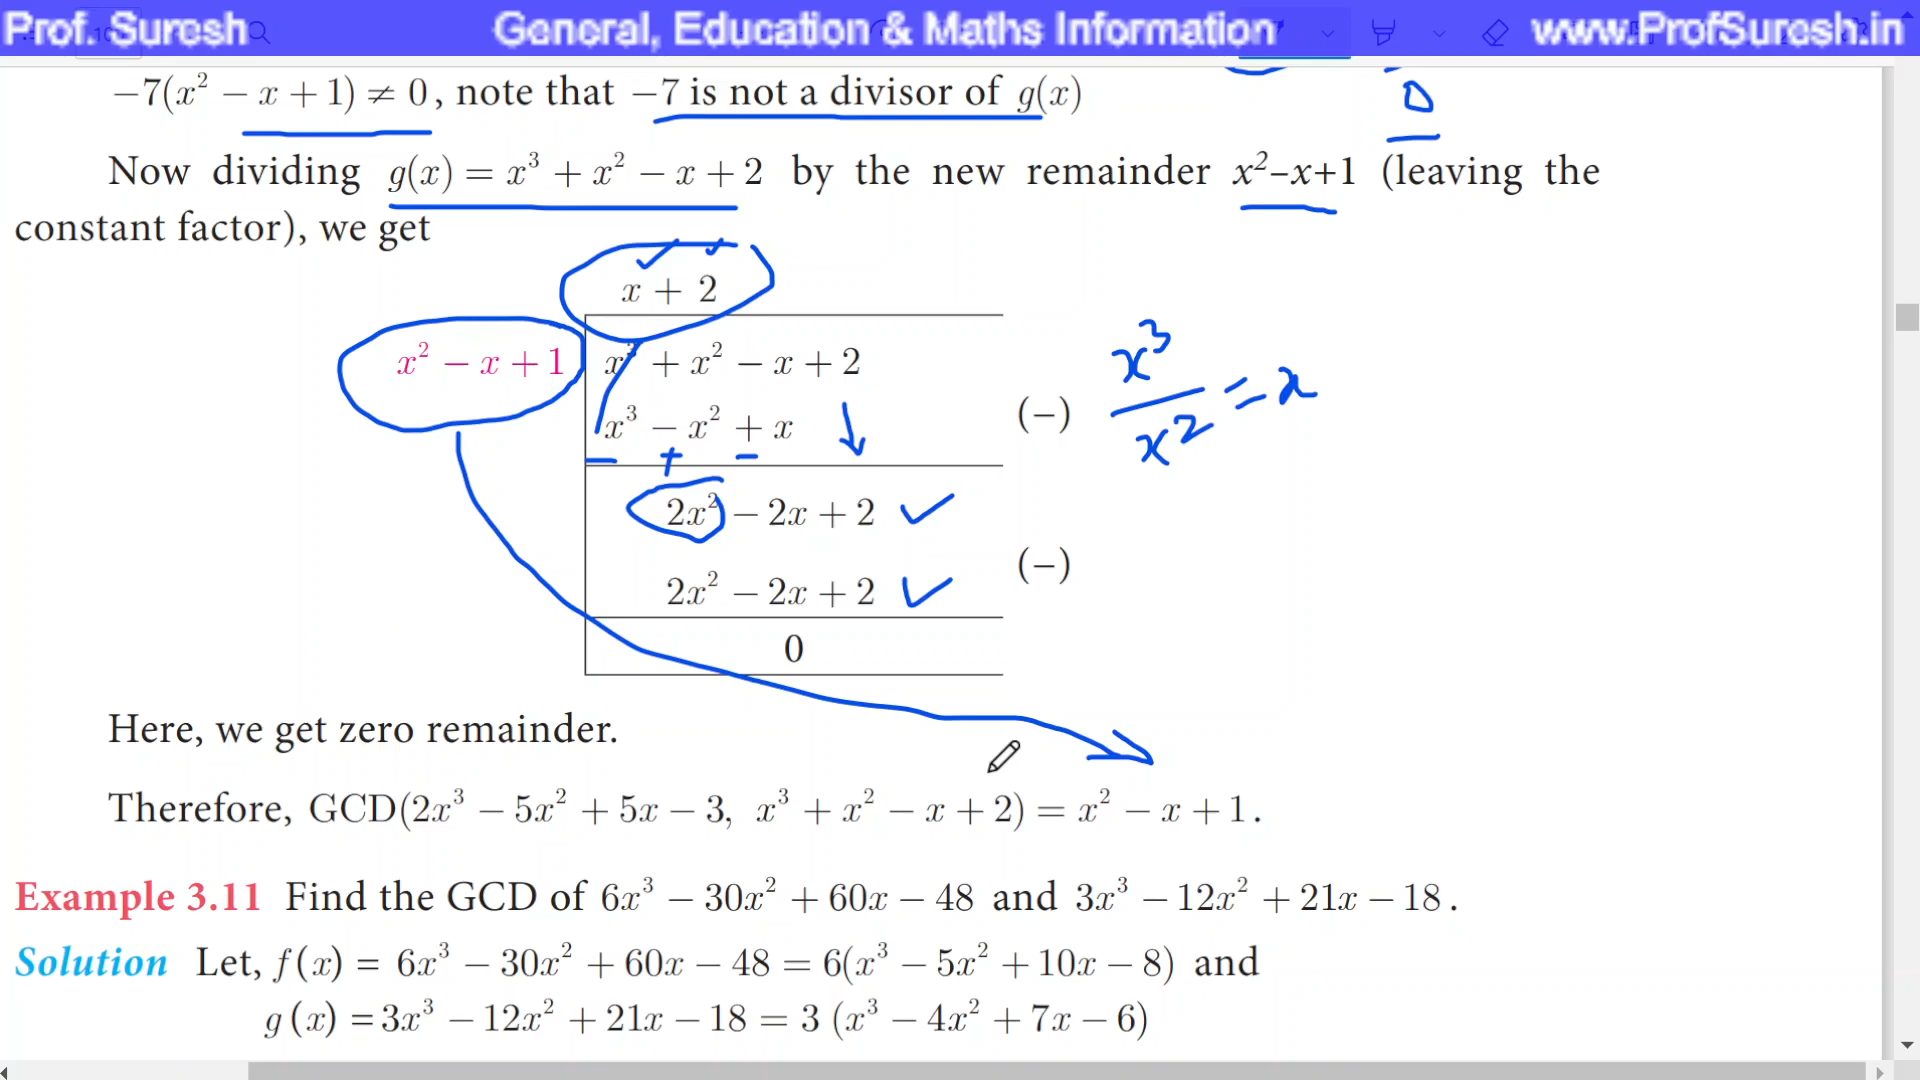 Prof. Suresh General, Education & Maths Information www.ProfSuresh.in
−7(x² − x + 1) ≠ 0, note that −7 is not a divisor of g(x)
0
Now dividing g(x) = x³ + x² − x + 2 by the new remainder x²–x+1 (leaving the
constant factor), we get
x + 2
x² − x + 1 x³ + x² − x + 2
x³ − x² + x (−)
− + −
x³/x² = x
2x² − 2x + 2
(−)
2x² − 2x + 2
0
Here, we get zero remainder.
Therefore, GCD(2x³ − 5x² + 5x − 3, x³ + x² − x + 2) = x² − x + 1.
Example 3.11 Find the GCD of 6x³ − 30x² + 60x − 48 and 3x³ − 12x² + 21x − 18.
Solution Let, f(x) = 6x³ − 30x² + 60x − 48 = 6(x³ − 5x² + 10x − 8) and
g(x) = 3x³ − 12x² + 21x − 18 = 3 (x³ − 4x² + 7x − 6)